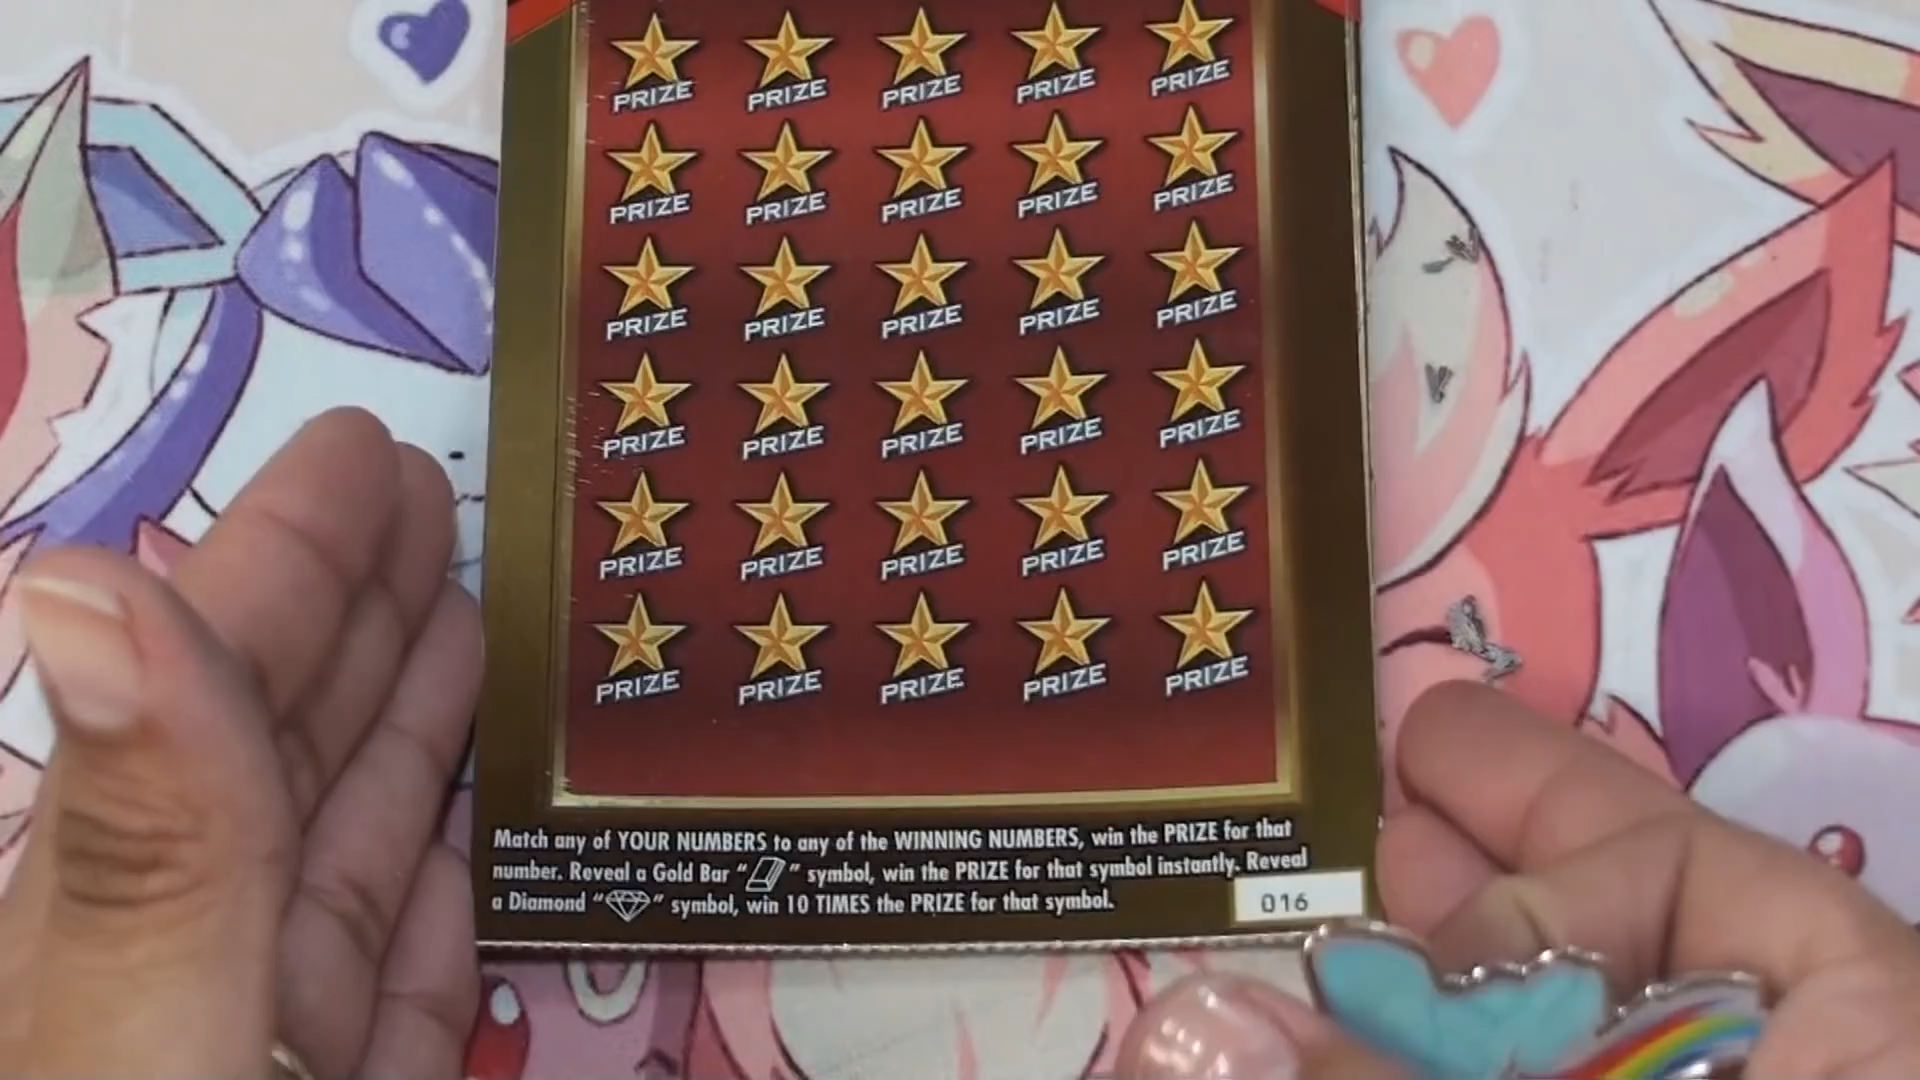 PRIZE PRIZE PRIZE PRIZE PRIZE
PRIZE PRIZE PRIZE PRIZE PRIZE
PRIZE PRIZE PRIZE PRIZE PRIZE
PRIZE PRIZE PRIZE PRIZE PRIZE
PRIZE PRIZE PRIZE PRIZE PRIZE
PRIZE PRIZE PRIZE PRIZE PRIZE
Match any of YOUR NUMBERS to any of the WINNING NUMBERS, win the PRIZE for that
number. Reveal a Gold Bar “ ” symbol, win the PRIZE for that symbol instantly. Reveal
a Diamond “ ” symbol, win 10 TIMES the PRIZE for that symbol.
016